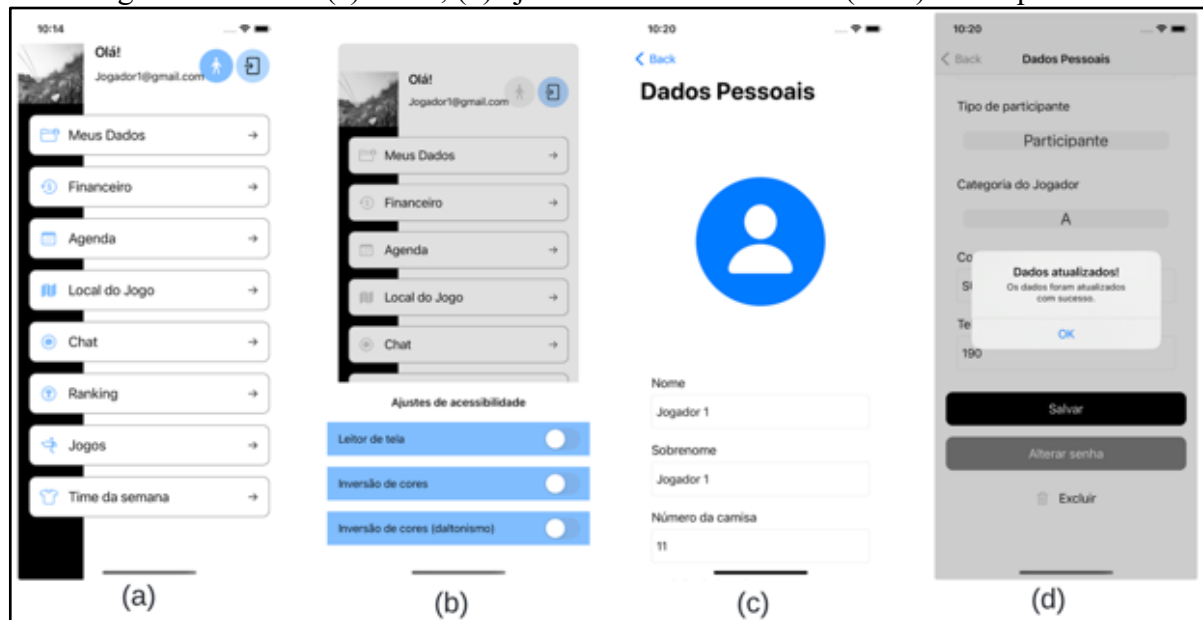 10:14
Olá!
Jogador1@gmail.com
Meus Dados
Financeiro
Agenda
Local do Jogo
Chat
Ranking
Jogos
Time da semana
(a)
Olá!
Jogador1@gmail.com
Meus Dados
Financeiro
Agenda
Local do Jogo
Chat
Ajustes de acessibilidade
Leitor de tela
Inversão de cores
Inversão de cores (daltonismo)
(b)
10:20
Back
Dados Pessoais
Nome
Jogador 1
Sobrenome
Jogador 1
Número da camisa
11
(c)
10:20
Back Dados Pessoais
Tipo de participante
Participante
Categoria do Jogador
A
Co
Dados atualizados!
Os dados foram atualizados
com sucesso.
Te
OK
190
Salvar
Alterar senha
Excluir
(d)